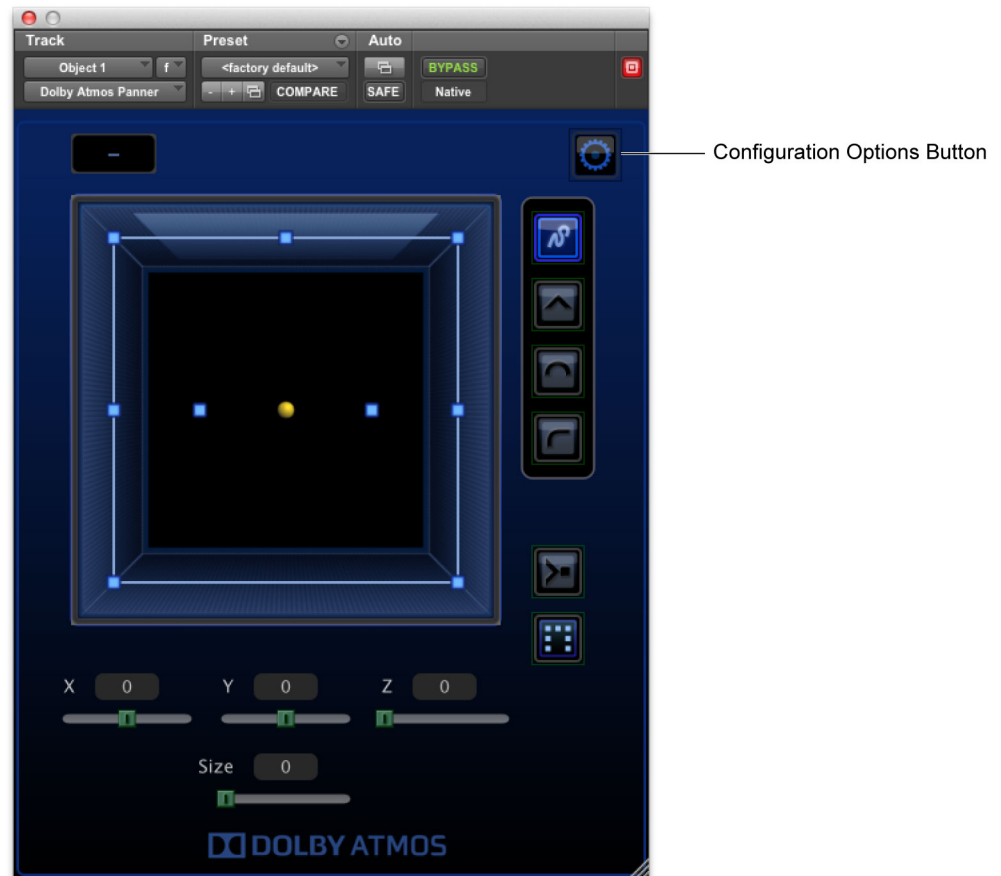 Track Preset Auto
Object 1 f <factory default> BYPASS
Dolby Atmos Panner - + COMPARE SAFE Native
–
Configuration Options Button
X 0 Y 0 Z 0
Size 0
DOLBY ATMOS